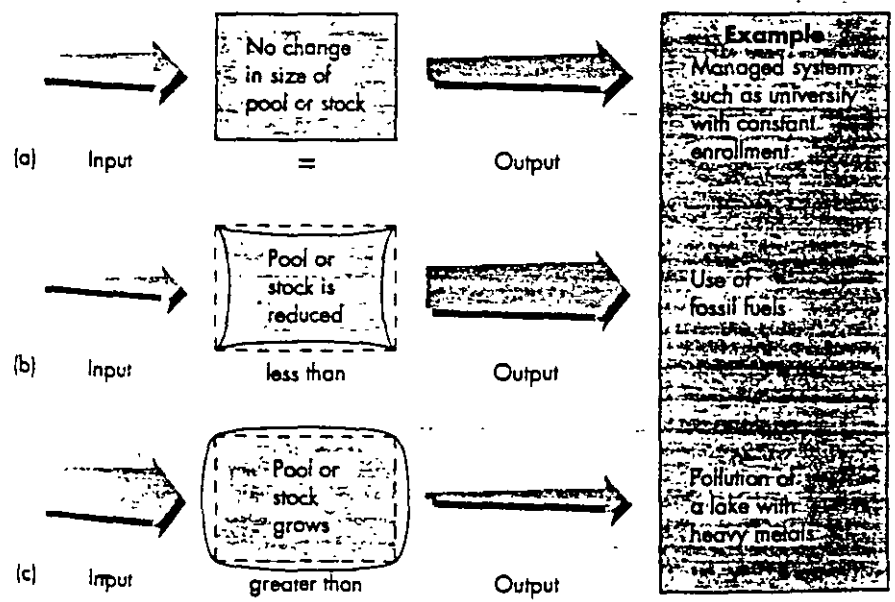 No change
in size of
pool or stock
(a) Input = Output
Example
Managed system
such as university
with constant
enrollment
Pool or
stock is
reduced
(b) Input less than Output
Use of
fossil fuels
Pool or
stock
grows
(c) Input greater than Output
Pollution of
a lake with
heavy metals